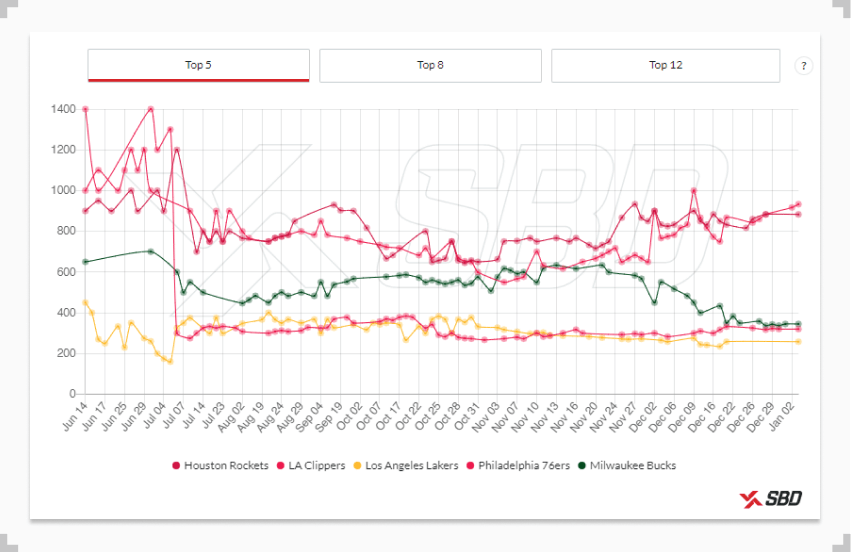 Top 5 Top 8 Top 12 ?
1400
1200
1000
800
600
400
200
0
Jun 14 Jun 17 Jun 25 Jun 29 Jul 04 Jul 07 Jul 14 Jul 23 Aug 02 Aug 19 Aug 24 Aug 29 Sep 04 Sep 19 Oct 02 Oct 07 Oct 17 Oct 22 Oct 25 Oct 28 Oct 31 Nov 03 Nov 07 Nov 10 Nov 13 Nov 16 Nov 20 Nov 24 Nov 27 Dec 02 Dec 06 Dec 09 Dec 16 Dec 22 Dec 26 Dec 29 Jan 02
Houston Rockets LA Clippers Los Angeles Lakers Philadelphia 76ers Milwaukee Bucks
SBD
SBD